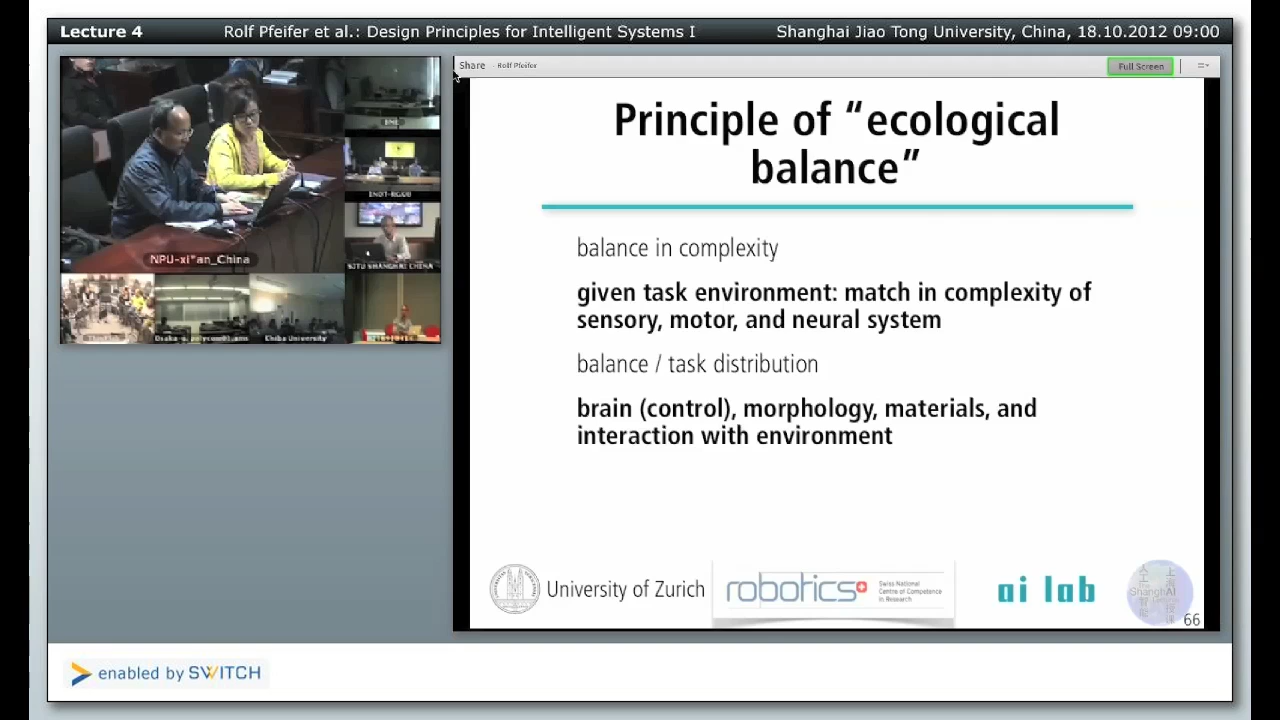 Lecture 4
Rolf Pfeifer et al.: Design Principles for Intelligent Systems I
Shanghai Jiao Tong University, China, 18.10.2012 09:00
Share - Rolf Pfeifer
Full Screen
Principle of “ecological
balance”
balance in complexity
given task environment: match in complexity of
sensory, motor, and neural system
balance / task distribution
brain (control), morphology, materials, and
interaction with environment
NPU-xi"an_China
SJTU SHANGHAI CHINA
Chiba University
University of Zurich
robotics
Swiss National
Centre of Competence
in Research
ai lab
ShanghAI
66
enabled by SWITCH